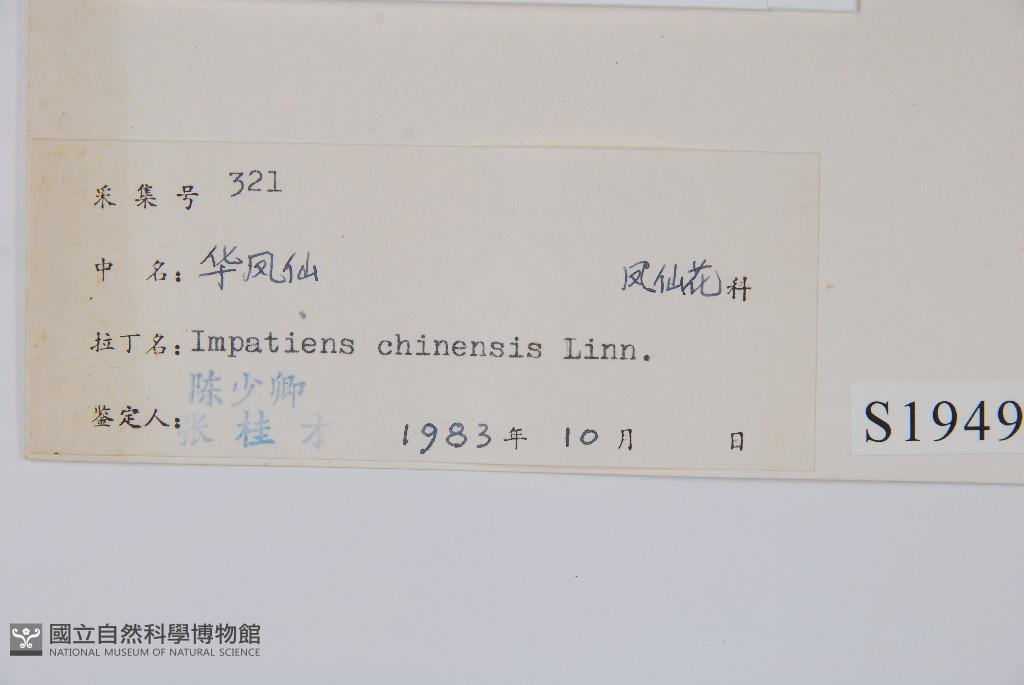 采集号 321
中 名: 华凤仙 凤仙花科
拉丁名: Impatiens chinensis Linn.
陈少卿
鉴定人: 张桂才 1983年 10月 日
S1949
國立自然科學博物館
NATIONAL MUSEUM OF NATURAL SCIENCE